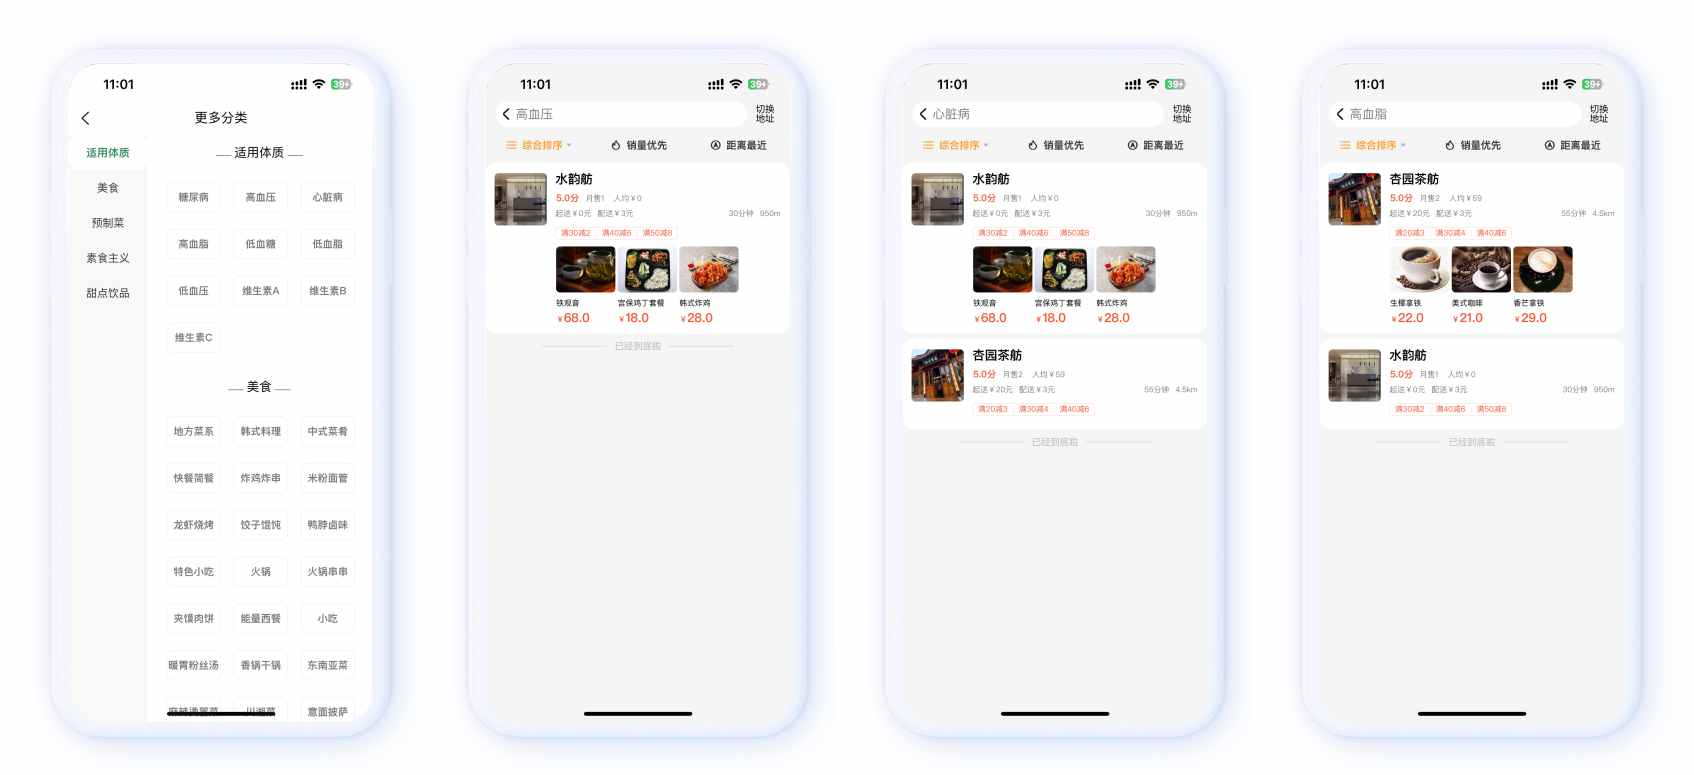 11:01
39+
更多分类
适用体质
美食
预制菜
素食主义
甜点饮品
适用体质
糖尿病 高血压 心脏病
高血脂 低血糖 低血脂
低血压 维生素A 维生素B
维生素C
美食
地方菜系 韩式料理 中式菜肴
快餐简餐 炸鸡炸串 米粉面管
龙虾烧烤 饺子馄饨 鸭脖卤味
特色小吃 火锅 火锅串串
夹馍肉饼 能量西餐 小吃
暖胃粉丝汤 香锅干锅 东南亚菜
川湘菜 意面披萨
11:01
39+
高血压
切换
地址
综合排序 销量优先 距离最近
水韵舫
5.0分 月售1 人均￥0
起送￥0元 配送￥3元 30分钟 950m
满30减2 满40减6 满50减8
铁观音 宫保鸡丁套餐 韩式炸鸡
￥68.0 ￥18.0 ￥28.0
已经到底啦
11:01
39+
心脏病
切换
地址
综合排序 销量优先 距离最近
水韵舫
5.0分 月售1 人均￥0
起送￥0元 配送￥3元 30分钟 950m
满30减2 满40减6 满50减8
铁观音 宫保鸡丁套餐 韩式炸鸡
￥68.0 ￥18.0 ￥28.0
杏园茶舫
5.0分 月售2 人均￥59
起送￥20元 配送￥3元 55分钟 4.5km
满20减3 满30减4 满40减6
已经到底啦
11:01
39+
高血脂
切换
地址
综合排序 销量优先 距离最近
杏园茶舫
5.0分 月售2 人均￥59
起送￥20元 配送￥3元 55分钟 4.5km
满20减3 满30减4 满40减6
生椰拿铁 美式咖啡 香芒拿铁
￥22.0 ￥21.0 ￥29.0
水韵舫
5.0分 月售1 人均￥0
起送￥0元 配送￥3元 30分钟 950m
满30减2 满40减6 满50减8
已经到底啦